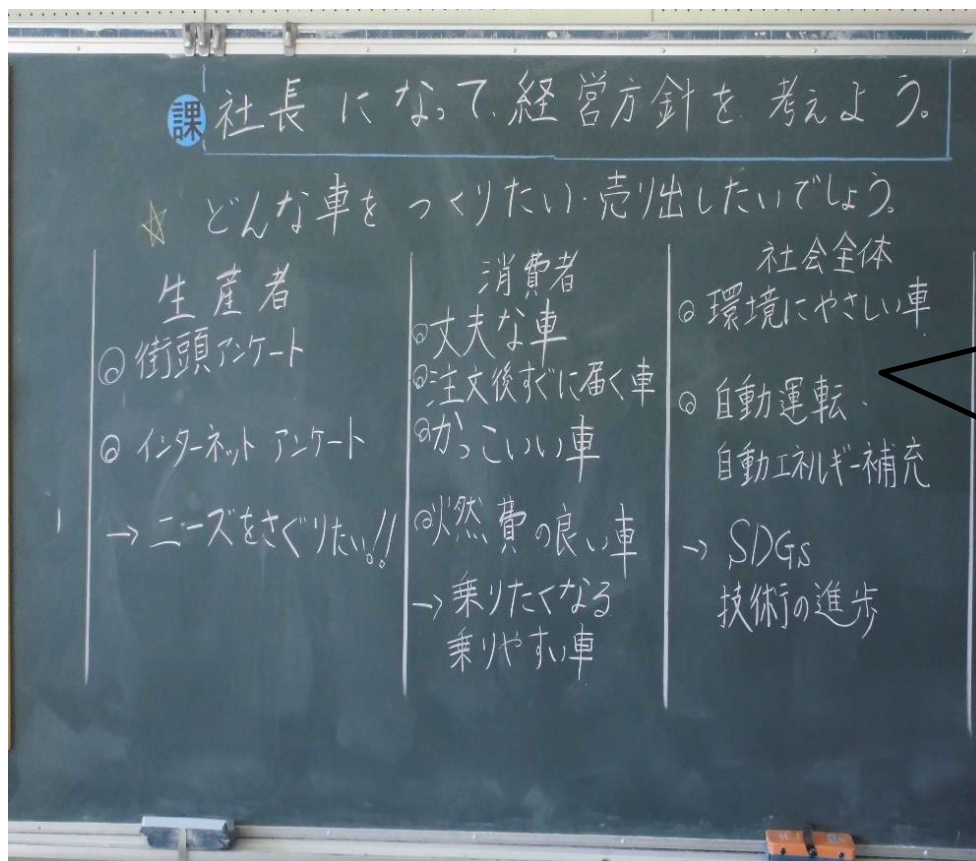 課 社長になって、経営方針を考えよう。
☆ どんな車をつくりたい・売り出したいでしょう。
生産者
◎街頭アンケート
◎インターネットアンケート
→ニーズをさぐりたい!!
消費者
◎丈夫な車
◎注文後すぐに届く車
◎かっこいい車
◎燃費の良い車
→乗りたくなる
乗りやすい車
社会全体
◎環境にやさしい車
◎自動運転・
自動エネルギー補充
→SDGs
技術の進歩